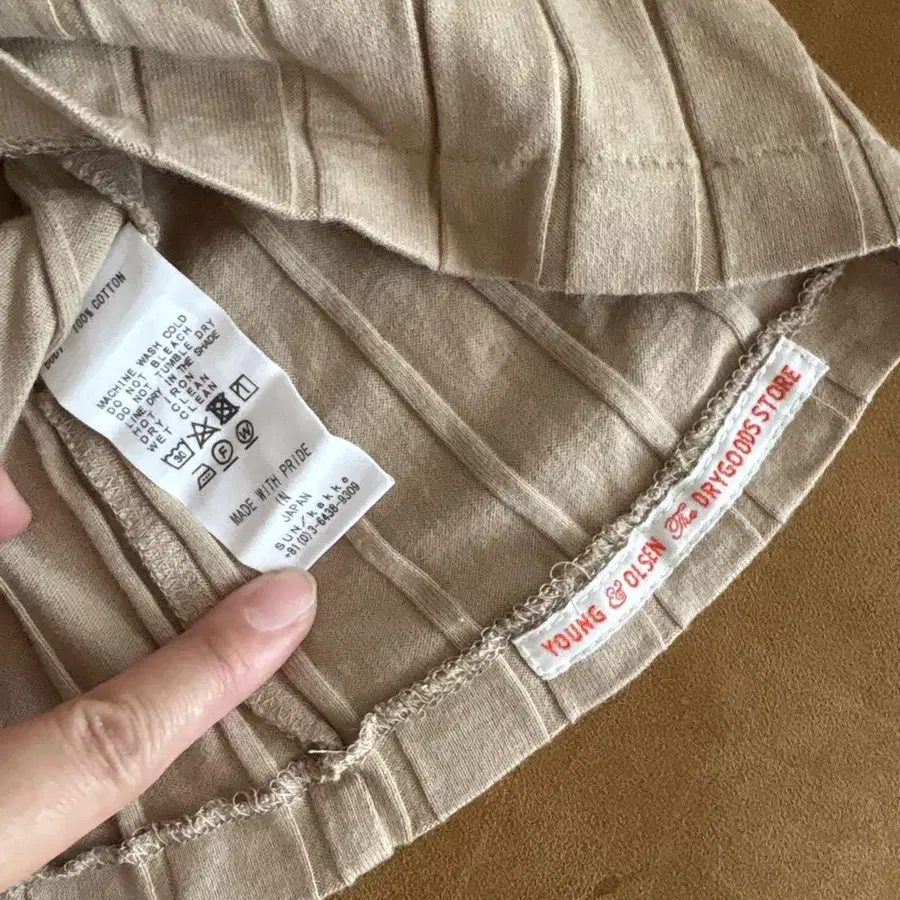 BODY 100% COTTON
MACHINE WASH COLD
DO NOT BLEACH
DO NOT TUMBLE DRY
LINE DRY IN THE SHADE
HOT IRON
DRY CLEAN
WET CLEAN
30
F W
MADE WITH PRIDE
IN
JAPAN
SUN/kakke
+81(0)3-6438-9309
YOUNG & OLSEN The DRYGOODS STORE